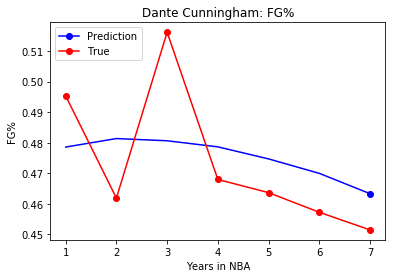 Dante Cunningham: FG%
Prediction
True
0.51
0.50
0.49
0.48
0.47
0.46
0.45
FG%
1 2 3 4 5 6 7
Years in NBA